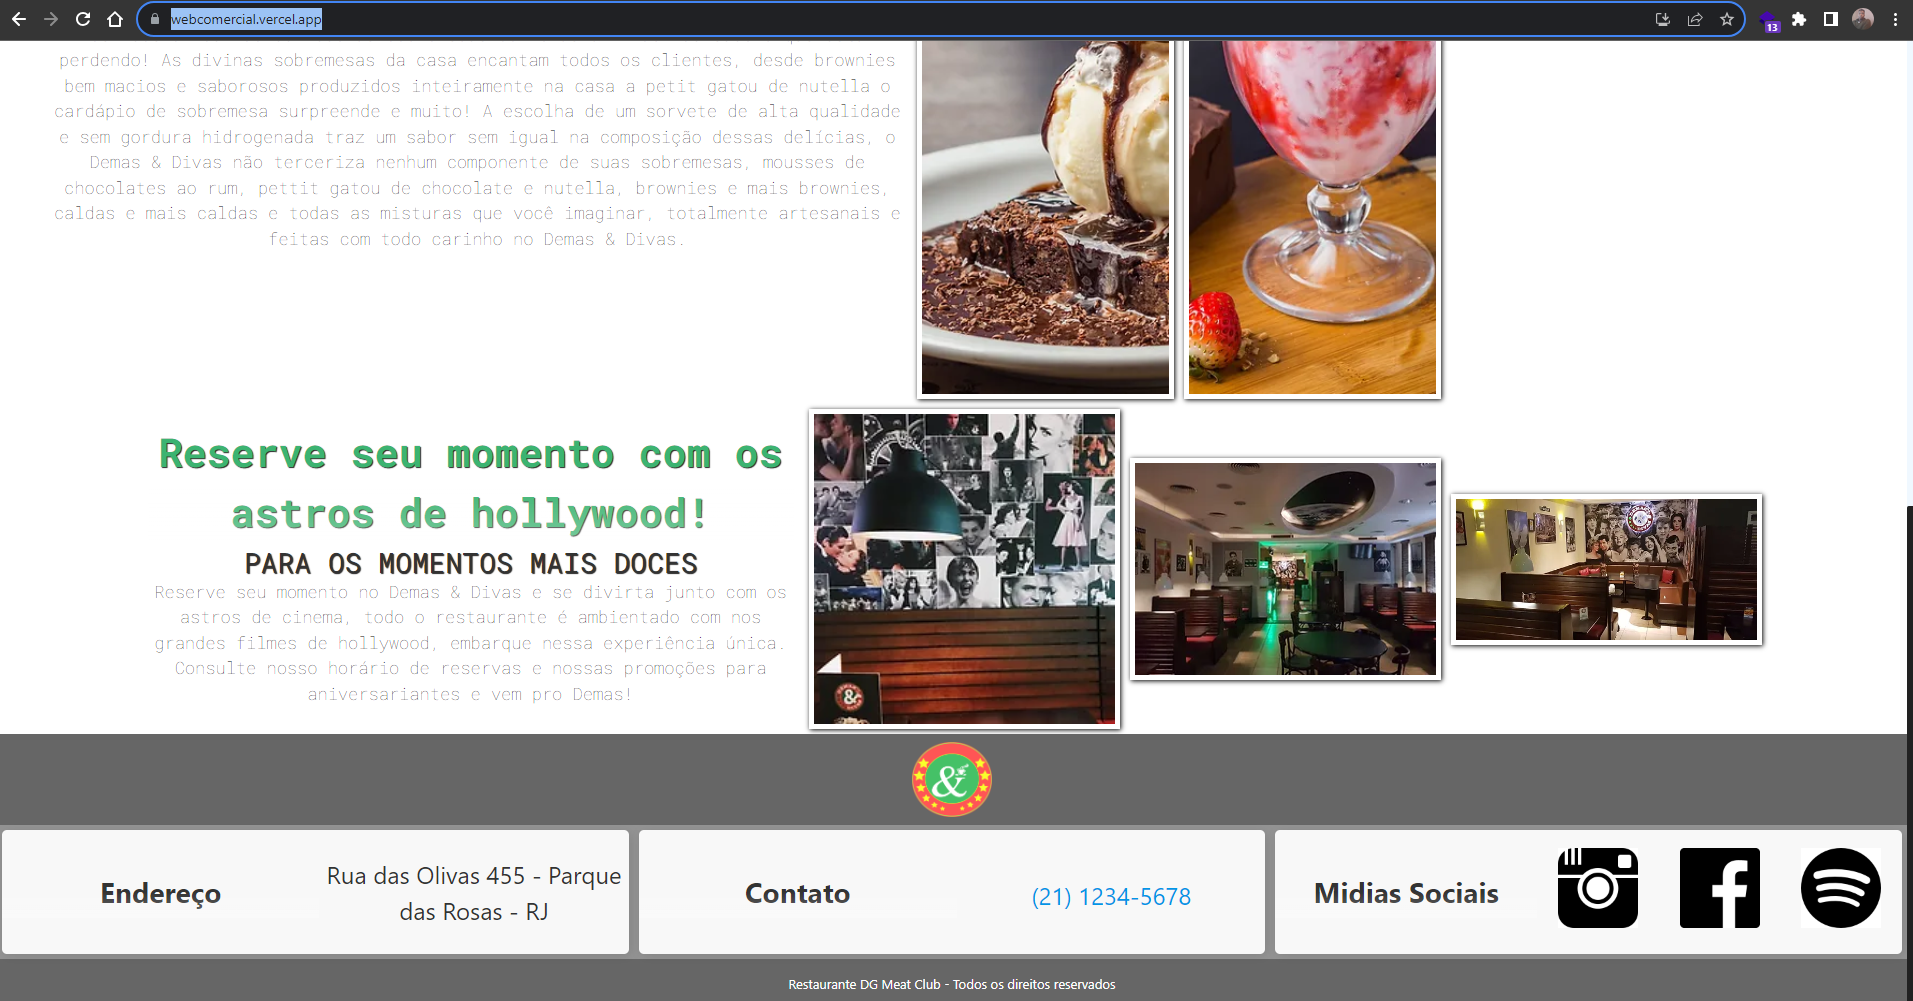 webcomercial.vercel.app
13
perdendo! As divinas sobremesas da casa encantam todos os clientes, desde brownies
bem macios e saborosos produzidos inteiramente na casa a petit gatou de nutella o
cardápio de sobremesa surpreende e muito! A escolha de um sorvete de alta qualidade
e sem gordura hidrogenada traz um sabor sem igual na composição dessas delícias, o
Demas & Divas não terceriza nenhum componente de suas sobremesas, mousses de
chocolates ao rum, pettit gatou de chocolate e nutella, brownies e mais brownies,
caldas e mais caldas e todas as misturas que você imaginar, totalmente artesanais e
feitas com todo carinho no Demas & Divas.
Reserve seu momento com os
astros de hollywood!
PARA OS MOMENTOS MAIS DOCES
Reserve seu momento no Demas & Divas e se divirta junto com os
astros de cinema, todo o restaurante é ambientado com nos
grandes filmes de hollywood, embarque nessa experiência única.
Consulte nosso horário de reservas e nossas promoções para
aniversariantes e vem pro Demas!
&
&
Endereço
Rua das Olivas 455 - Parque
das Rosas - RJ
Contato
(21) 1234-5678
Midias Sociais
Restaurante DG Meat Club - Todos os direitos reservados